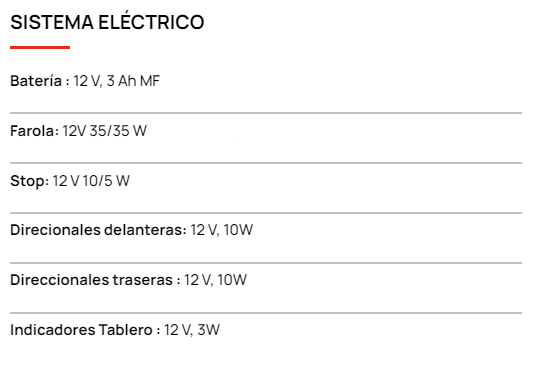 SISTEMA ELÉCTRICO
Batería : 12 V, 3 Ah MF
Farola: 12V 35/35 W
Stop: 12 V 10/5 W
Direcionales delanteras: 12 V, 10W
Direccionales traseras : 12 V, 10W
Indicadores Tablero : 12 V, 3W